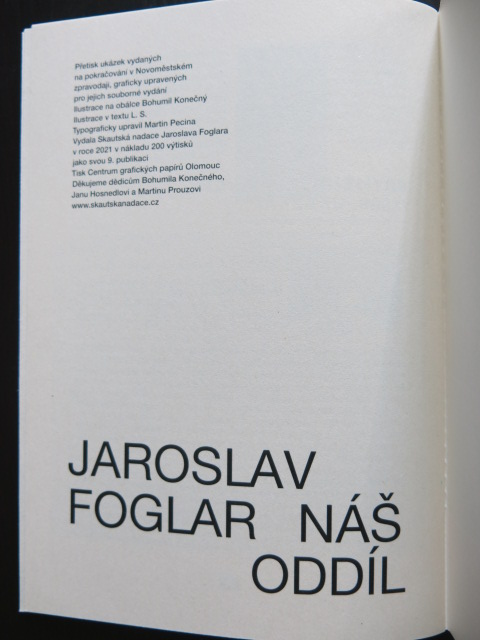 Přetisk ukázek vydaných
na pokračování v Novoměstském
zpravodaji, graficky upravených
pro jejich souborné vydání
Ilustrace na obálce Bohumil Konečný
Ilustrace v textu L. S.
Typograficky upravil Martin Pecina
Vydala Skautská nadace Jaroslava Foglara
v roce 2021 v nákladu 200 výtisků
jako svou 9. publikaci
Tisk Centrum grafických papírů Olomouc
Děkujeme dědicům Bohumila Konečného,
Janu Hosnedlovi a Martinu Prouzovi
www.skautskanadace.cz
JAROSLAV
FOGLAR NÁŠ
ODDÍL